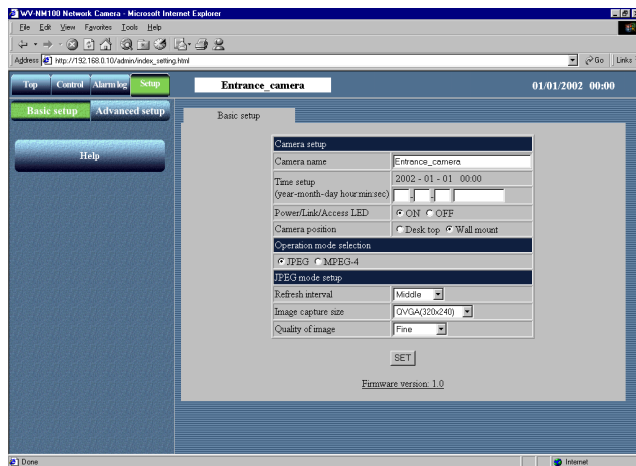 WV-NM100 Network Camera - Microsoft Internet Explorer
File Edit View Favorites Tools Help
Address http://192.168.0.10/admin/index_setting.html Go Links
Top Control Alarm log Setup Entrance_camera 01/01/2002 00:00
Basic setup Advanced setup
Basic setup
Help
Camera setup
Camera name Entrance_camera
Time setup 2002 - 01 - 01 00:00
(year-month-day hour:min:sec) - -
Power/Link/Access LED ON OFF
Camera position Desk top Wall mount
Operation mode selection
JPEG MPEG-4
JPEG mode setup
Refresh interval Middle
Image capture size QVGA(320x240)
Quality of image Fine
SET
Firmware version: 1.0
Done Internet